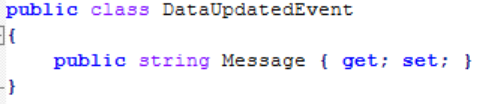 public class DataUpdatedEvent
{
    public string Message { get; set; }
}